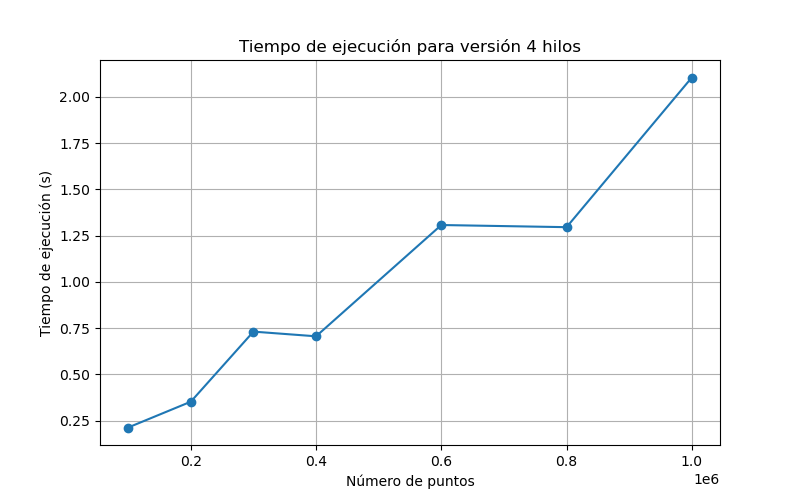 Tiempo de ejecución para versión 4 hilos
Tiempo de ejecución (s)
2.00
1.75
1.50
1.25
1.00
0.75
0.50
0.25
0.2 0.4 0.6 0.8 1.0
1e6
Número de puntos